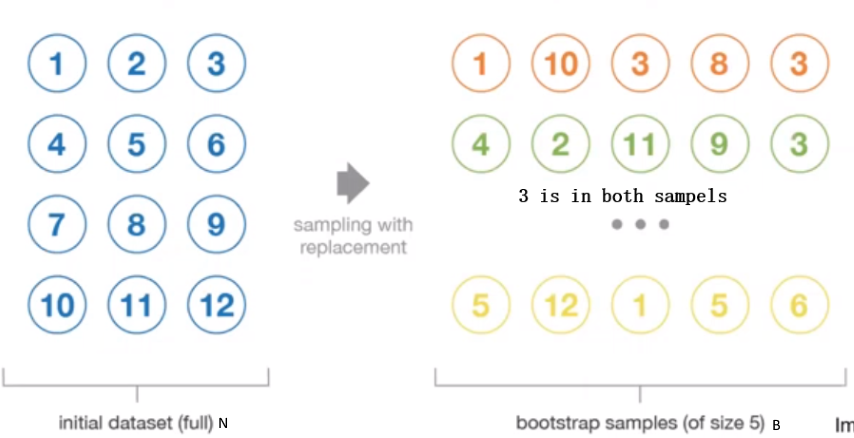 1 2 3
4 5 6
7 8 9
10 11 12
sampling with
replacement
1 10 3 8 3
4 2 11 9 3
3 is in both sampels
5 12 1 5 6
initial dataset (full) N
bootstrap samples (of size 5) B
Im